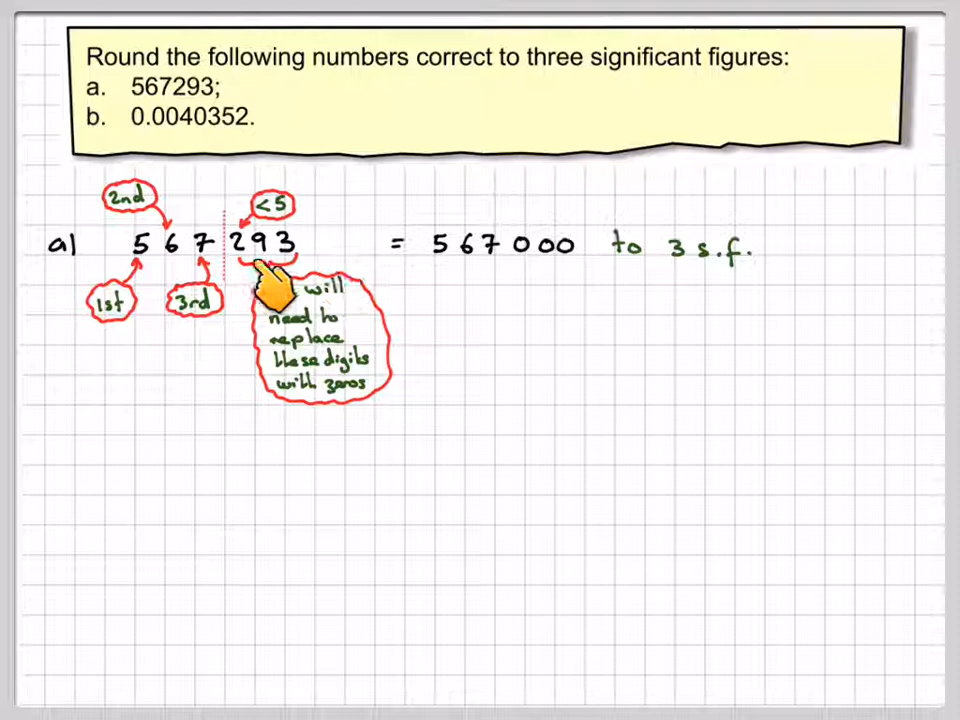 Round the following numbers correct to three significant figures:
a. 567293;
b. 0.0040352.
2nd
< 5
a) 5 6 7 2 9 3 = 5 6 7 0 0 0 to 3 s.f.
1st
3rd
will
need to
replace
these digits
with zeros